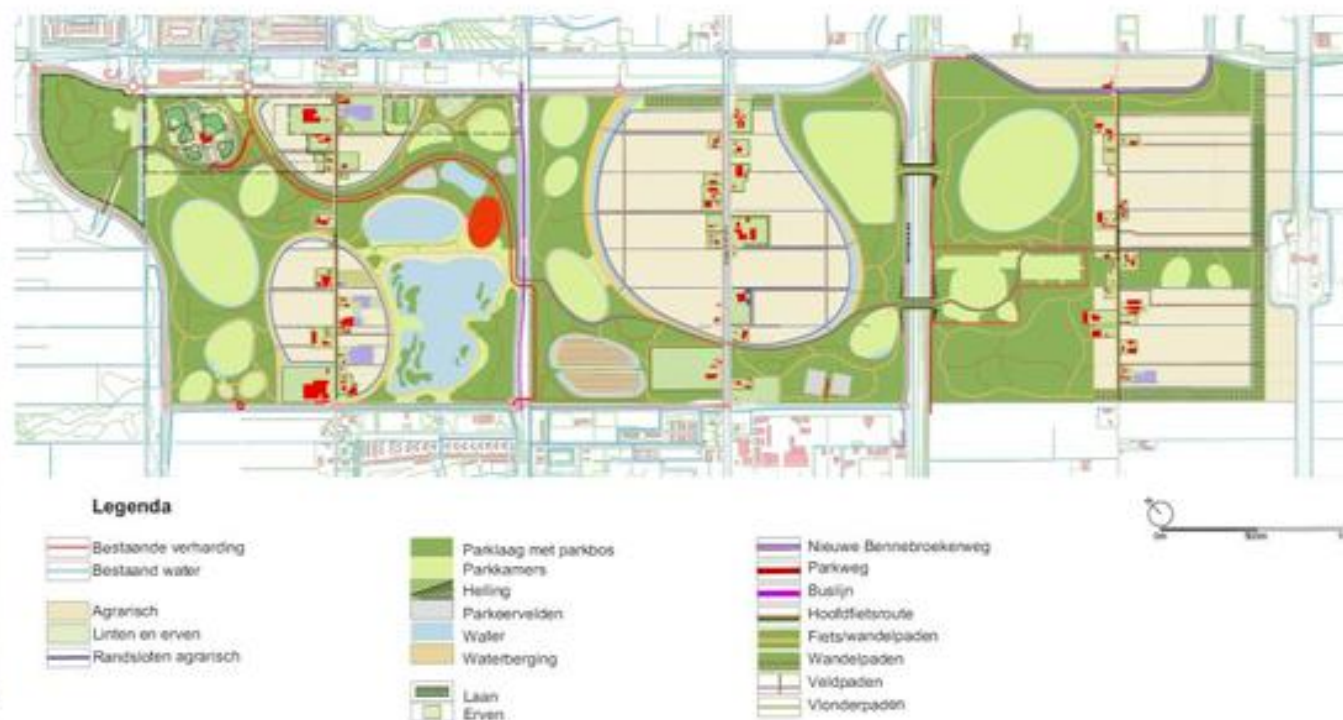 Legenda
Bestaande verharding
Bestaand water
Agrarisch
Linten en erven
Randsloten agrarisch
Parklaag met parkbos
Parkkamers
Helling
Parkeervelden
Water
Waterberging
Laan
Erven
Nieuwe Bennebroekerweg
Parkweg
Buslijn
Hoofdfietsroute
Fiets/wandelpaden
Wandelpaden
Veldpaden
Vlonderpaden
0m